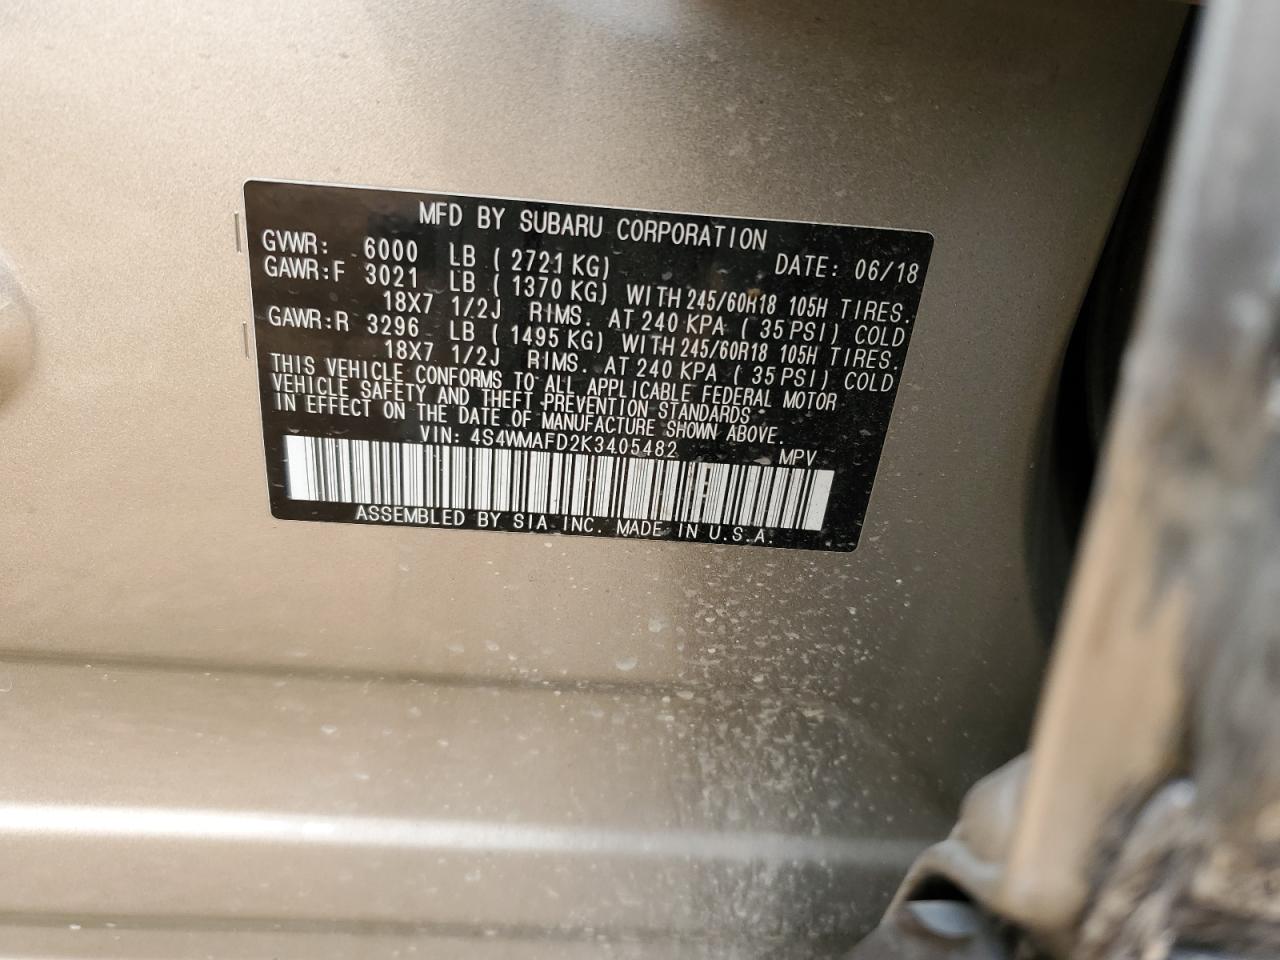 MFD BY SUBARU CORPORATION
GVWR: 6000 LB ( 2721 KG) DATE: 06/18
GAWR:F 3021 LB ( 1370 KG) WITH 245/60R18 105H TIRES.
18X7 1/2J RIMS. AT 240 KPA ( 35 PSI) COLD
GAWR:R 3296 LB ( 1495 KG) WITH 245/60R18 105H TIRES.
18X7 1/2J RIMS. AT 240 KPA ( 35 PSI) COLD
THIS VEHICLE CONFORMS TO ALL APPLICABLE FEDERAL MOTOR
VEHICLE SAFETY AND THEFT PREVENTION STANDARDS
IN EFFECT ON THE DATE OF MANUFACTURE SHOWN ABOVE.
VIN: 4S4WMAFD2K3405482 MPV
ASSEMBLED BY SIA INC. MADE IN U.S.A.